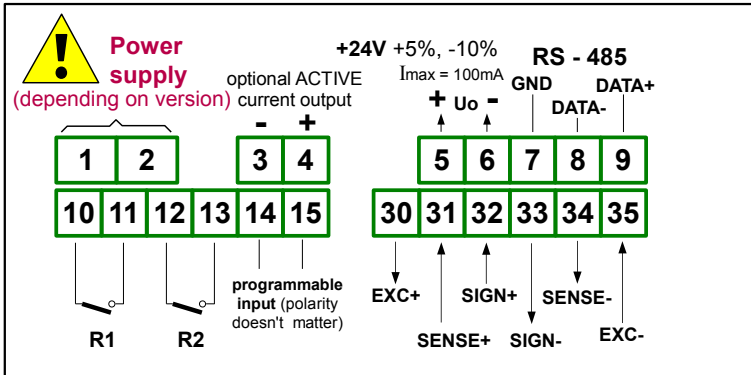 Power
supply
(depending on version)
optional ACTIVE
current output
- +
+24V +5%, -10%
Imax = 100mA
+ Uo -
RS - 485
GND
DATA-
DATA+
1 2 3 4 5 6 7 8 9
10 11 12 13 14 15 30 31 32 33 34 35
R1
R2
programmable
input (polarity
doesn't matter)
EXC+
SENSE+
SIGN+
SIGN-
SENSE-
EXC-